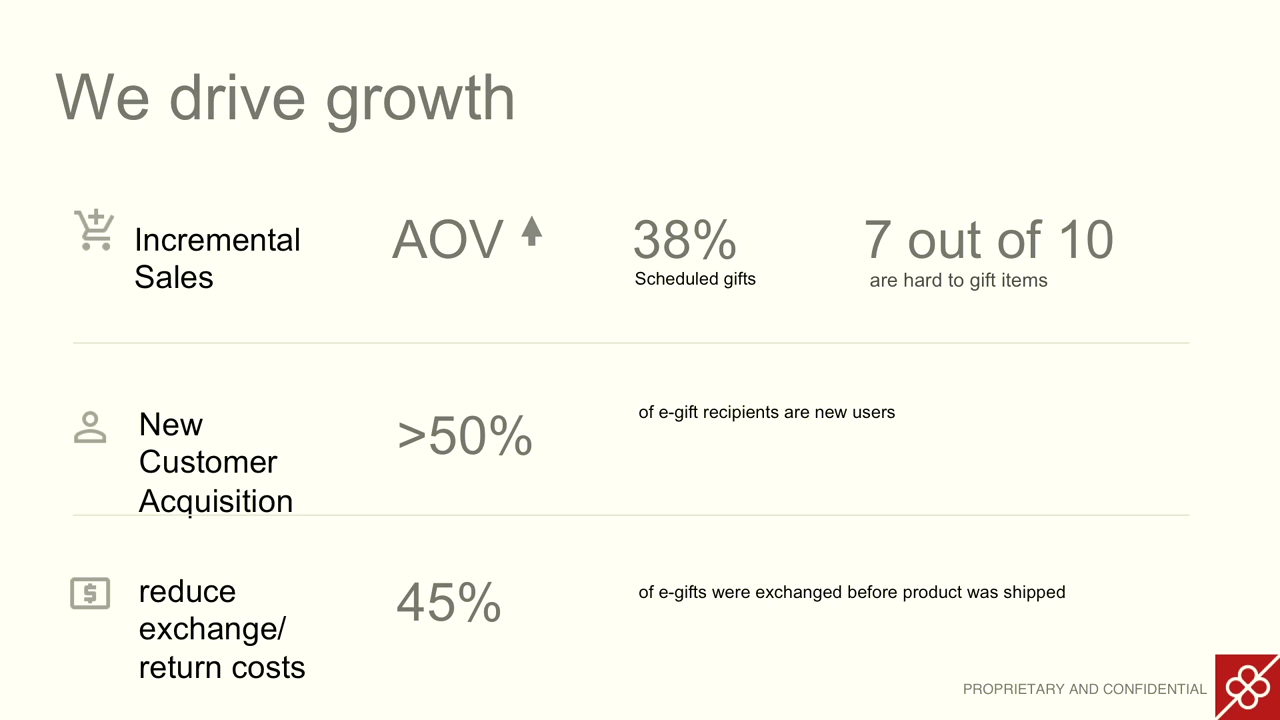 We drive growth
Incremental
Sales
AOV
38%
Scheduled gifts
7 out of 10
are hard to gift items
New
Customer
Acquisition
>50%
of e-gift recipients are new users
reduce
exchange/
return costs
45%
of e-gifts were exchanged before product was shipped
PROPRIETARY AND CONFIDENTIAL